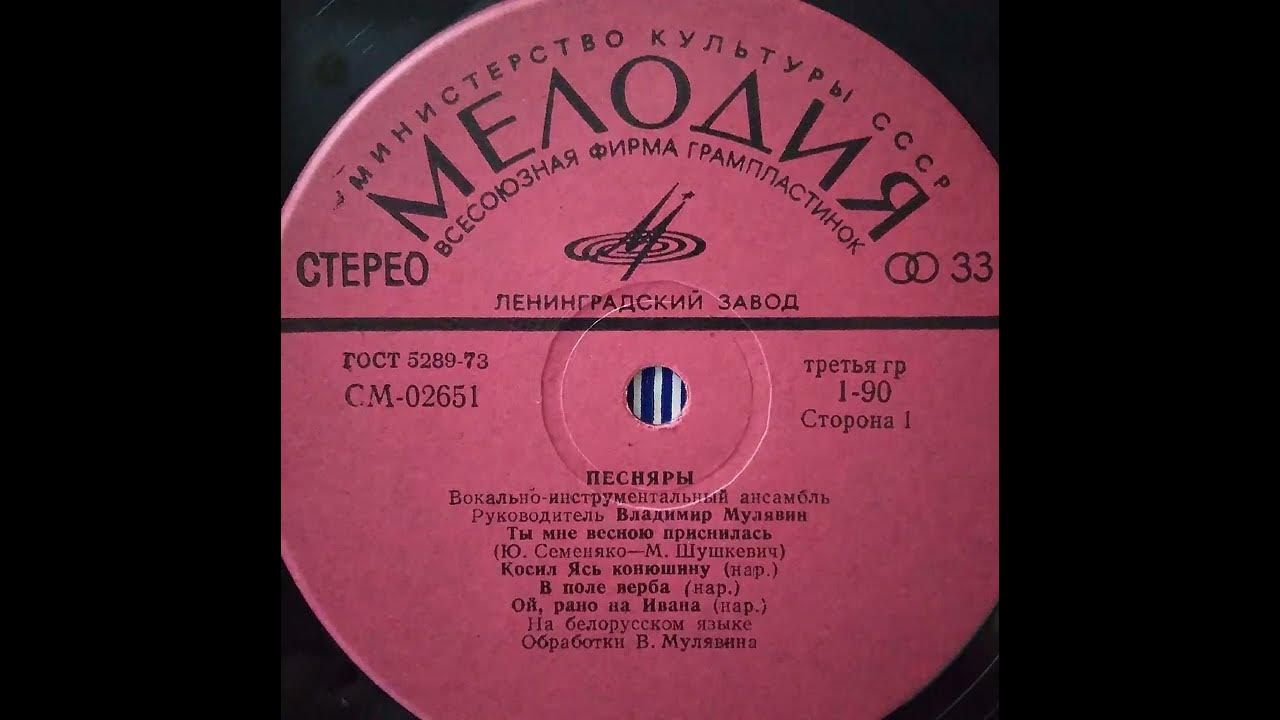 МИНИСТЕРСТВО КУЛЬТУРЫ СССР
МЕЛОДИЯ
ВСЕСОЮЗНАЯ ФИРМА ГРАМПЛАСТИНОК
СТЕРЕО
33
ЛЕНИНГРАДСКИЙ ЗАВОД
ГОСТ 5289-73
СМ-02651
третья гр
1-90
Сторона 1
ПЕСНЯРЫ
Вокально-инструментальный ансамбль
Руководитель Владимир Мулявин
Ты мне весною приснилась
(Ю. Семеняко—М. Шушкевич)
Косил Ясь конюшину (нар.)
В поле верба (нар.)
Ой, рано на Ивана (нар.)
На белорусском языке
Обработки В. Мулявина